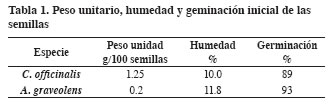 Tabla 1. Peso unitario, humedad y geminación inicial de las
semillas
Especie Peso unidad g/100 semillas Humedad % Germinación %
C. officinalis 1.25 10.0 89
A. graveolens 0.2 11.8 93